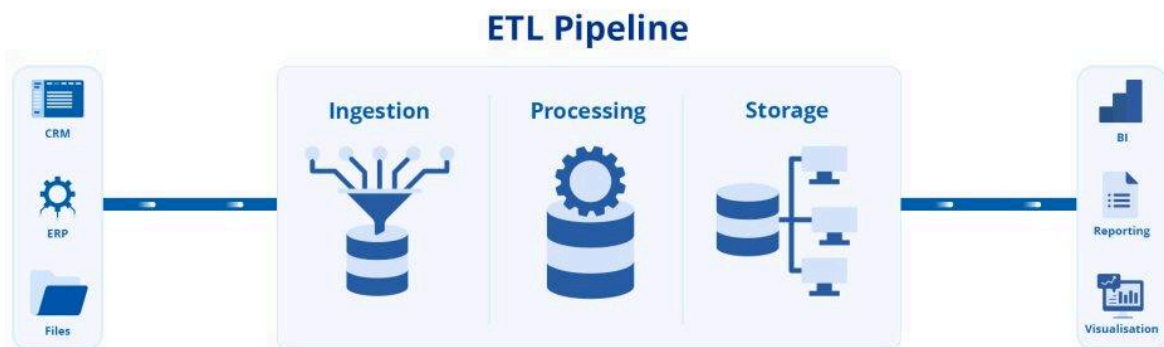 ETL Pipeline
CRM
ERP
Files
Ingestion
Processing
Storage
BI
Reporting
Visualisation